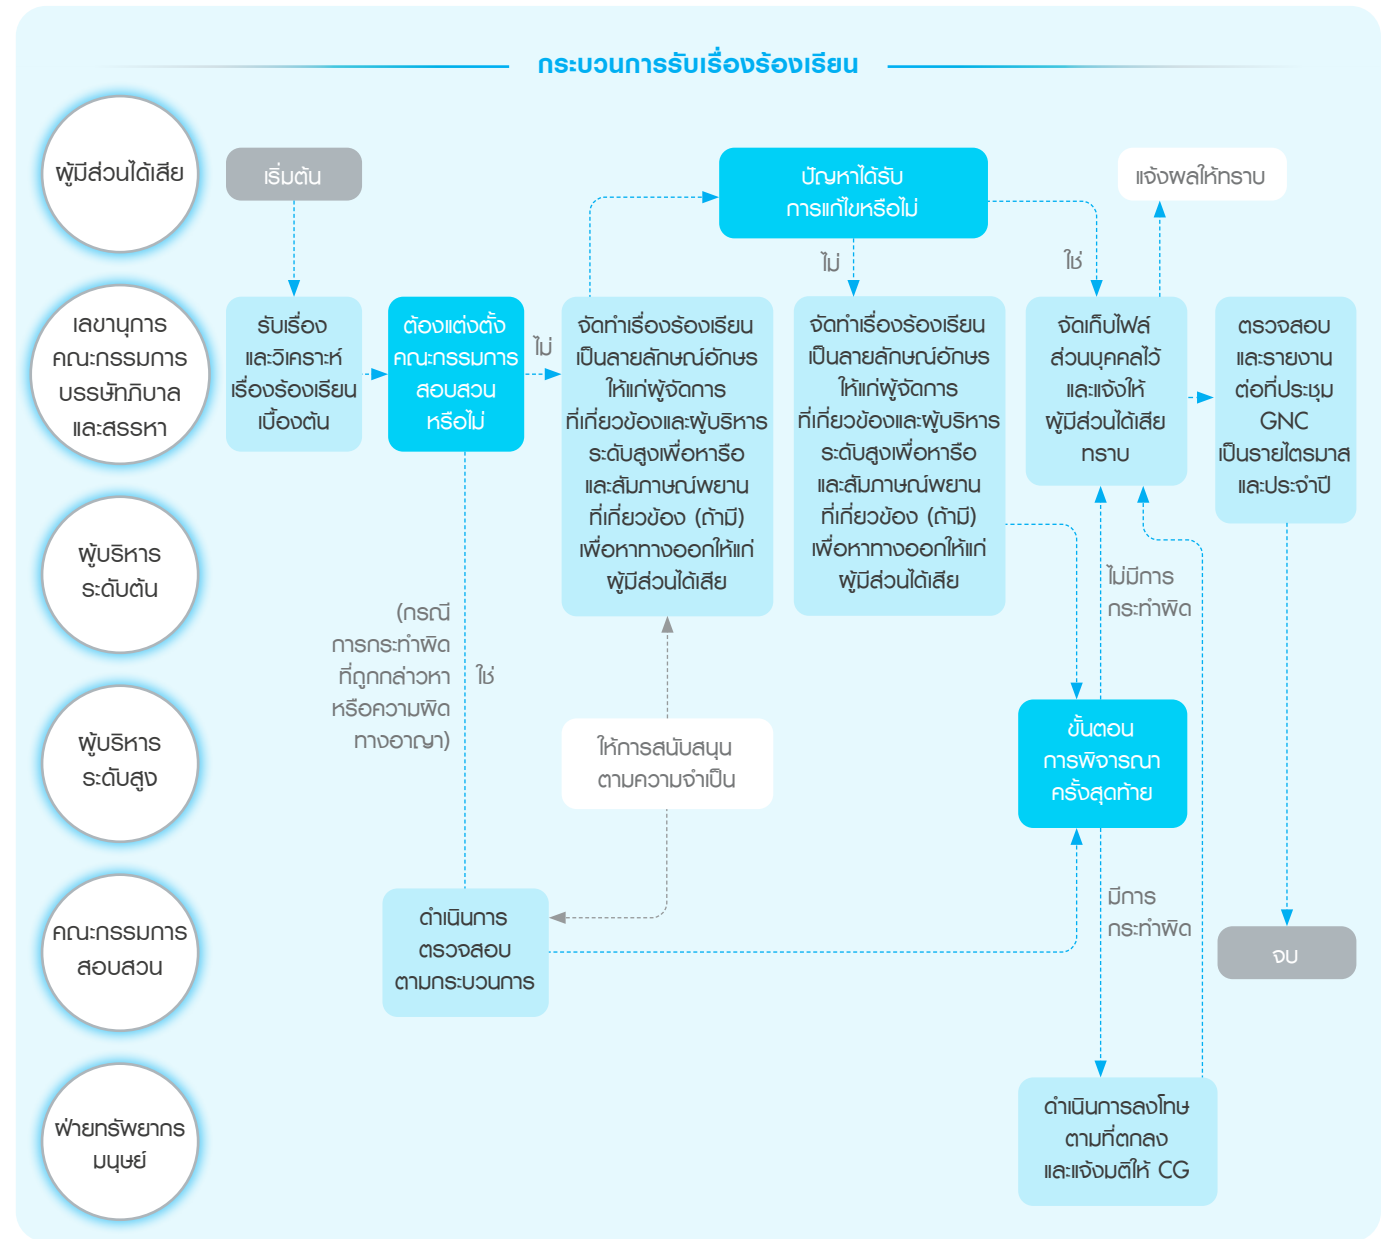 กระบวนการรับเรื่องร้องเรียน
ผู้มีส่วนได้เสีย
เริ่มต้น
ปัญหาได้รับ
การแก้ไขหรือไม่
แจ้งผลให้ทราบ
ไม่
ใช่
เลขานุการ
คณะกรรมการ
บรรษัทภิบาล
และสรรหา
รับเรื่อง
และวิเคราะห์
เรื่องร้องเรียน
เบื้องต้น
ต้องแต่งตั้ง
คณะกรรมการ
สอบสวน
หรือไม่
ไม่
จัดทำเรื่องร้องเรียน
เป็นลายลักษณ์อักษร
ให้แก่ผู้จัดการ
ที่เกี่ยวข้องและผู้บริหาร
ระดับสูงเพื่อหารือ
และสัมภาษณ์พยาน
ที่เกี่ยวข้อง (ถ้ามี)
เพื่อหาทางออกให้แก่
ผู้มีส่วนได้เสีย
จัดทำเรื่องร้องเรียน
เป็นลายลักษณ์อักษร
ให้แก่ผู้จัดการ
ที่เกี่ยวข้องและผู้บริหาร
ระดับสูงเพื่อหารือ
และสัมภาษณ์พยาน
ที่เกี่ยวข้อง (ถ้ามี)
เพื่อหาทางออกให้แก่
ผู้มีส่วนได้เสีย
จัดเก็บไฟล์
ส่วนบุคคลไว้
และแจ้งให้
ผู้มีส่วนได้เสีย
ทราบ
ตรวจสอบ
และรายงาน
ต่อที่ประชุม
GNC
เป็นรายไตรมาส
และประจำปี
ผู้บริหาร
ระดับต้น
(กรณี
การกระทำผิด
ที่ถูกกล่าวหา
หรือความผิด
ทางอาญา)
ใช่
ไม่มีการ
กระทำผิด
ผู้บริหาร
ระดับสูง
ให้การสนับสนุน
ตามความจำเป็น
ขั้นตอน
การพิจารณา
ครั้งสุดท้าย
คณะกรรมการ
สอบสวน
ดำเนินการ
ตรวจสอบ
ตามกระบวนการ
มีการ
กระทำผิด
จบ
ฝ่ายทรัพยากร
มนุษย์
ดำเนินการลงโทษ
ตามที่ตกลง
และแจ้งมติให้ CG